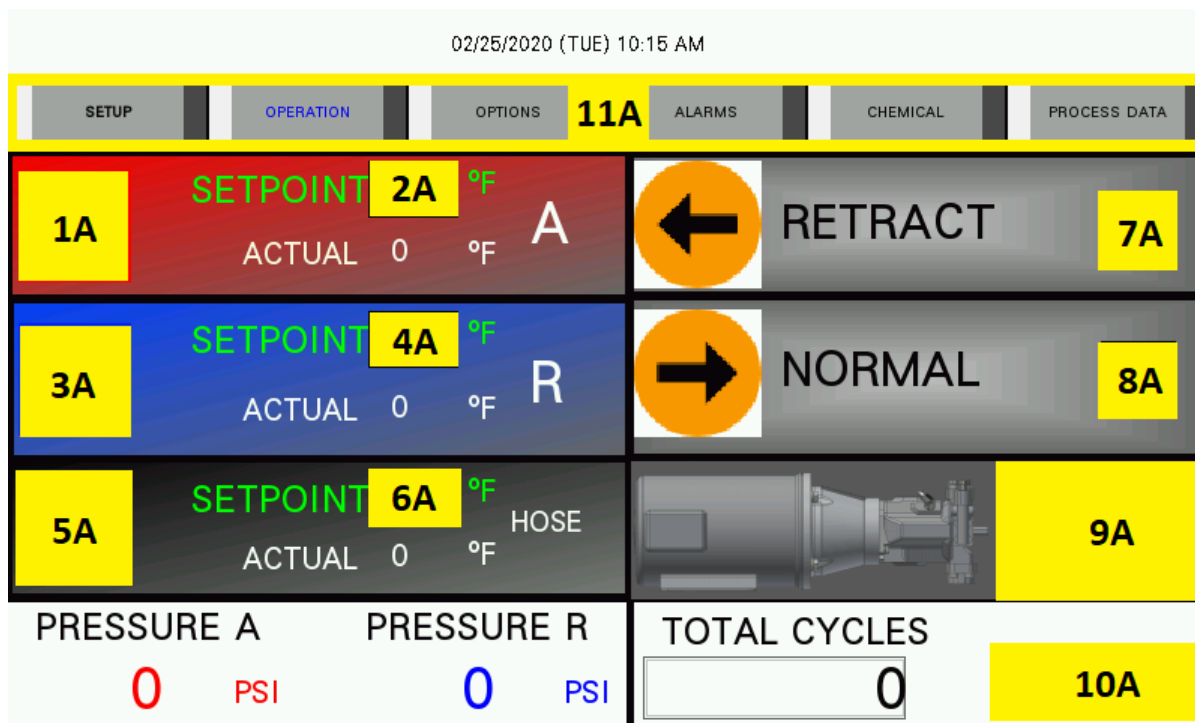 02/25/2020 (TUE) 10:15 AM
SETUP OPERATION OPTIONS 11A ALARMS CHEMICAL PROCESS DATA
1A SETPOINT 2A °F A
ACTUAL 0 °F
RETRACT 7A
3A SETPOINT 4A °F R
ACTUAL 0 °F
NORMAL 8A
5A SETPOINT 6A °F HOSE
ACTUAL 0 °F
9A
PRESSURE A PRESSURE R
0 PSI 0 PSI
TOTAL CYCLES
0 10A